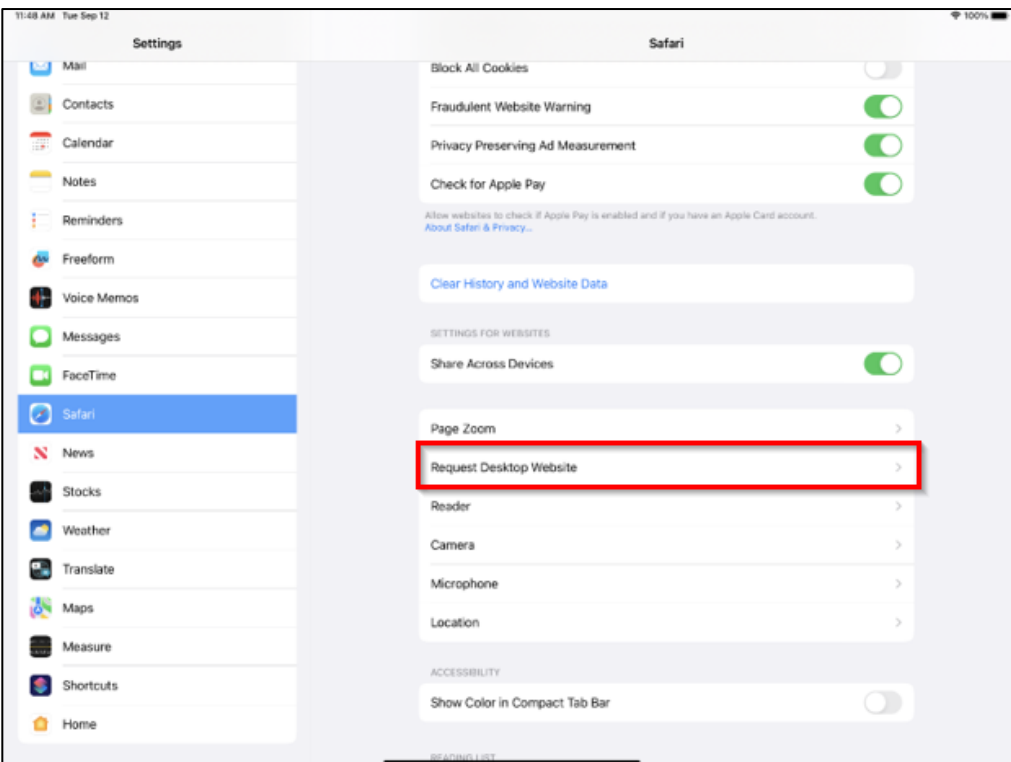 11:48 AM Tue Sep 12
100%
Settings
Mail
Contacts
Calendar
Notes
Reminders
Freeform
Voice Memos
Messages
FaceTime
Safari
News
Stocks
Weather
Translate
Maps
Measure
Shortcuts
Home
Safari
Block All Cookies
Fraudulent Website Warning
Privacy Preserving Ad Measurement
Check for Apple Pay
Allow websites to check if Apple Pay is enabled and if you have an Apple Card account.
About Safari & Privacy...
Clear History and Website Data
SETTINGS FOR WEBSITES
Share Across Devices
Page Zoom
Request Desktop Website
Reader
Camera
Microphone
Location
ACCESSIBILITY
Show Color in Compact Tab Bar
READING LIST